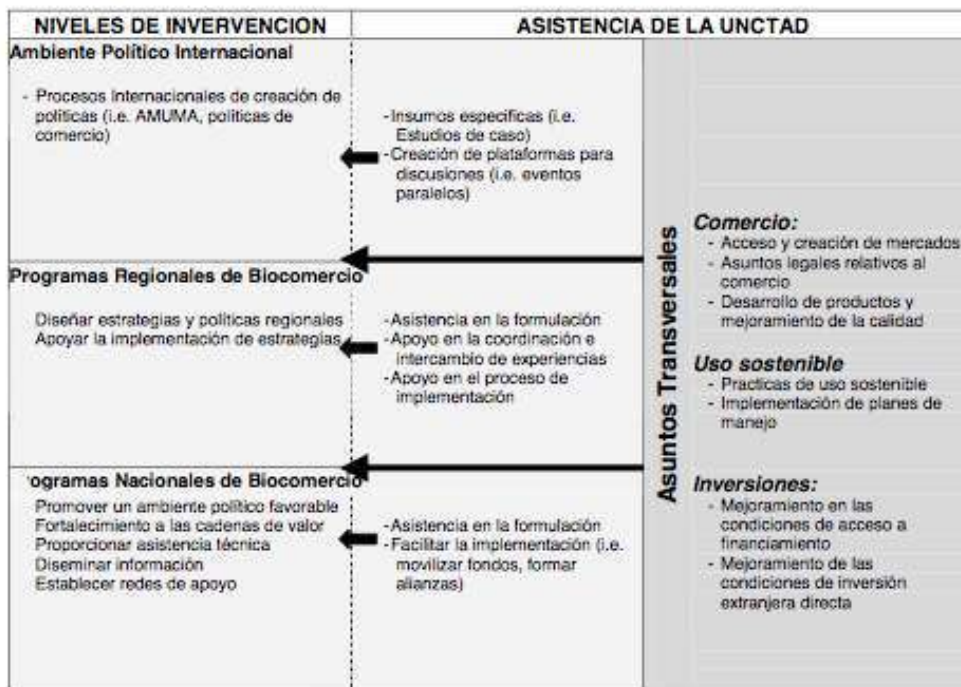 NIVELES DE INVERVENCION
ASISTENCIA DE LA UNCTAD
Ambiente Político Internacional
- Procesos Internacionales de creación de
políticas (i.e. AMUMA, políticas de
comercio)
-Insumos específicas (i.e.
Estudios de caso)
-Creación de plataformas para
discusiones (i.e. eventos
paralelos)
Programas Regionales de Biocomercio
Diseñar estrategias y políticas regionales
Apoyar la implementación de estrategias
-Asistencia en la formulación
-Apoyo en la coordinación e
intercambio de experiencias
-Apoyo en el proceso de
implementación
ogramas Nacionales de Biocomercio
Promover un ambiente político favorable
Fortalecimiento a las cadenas de valor
Proporcionar asistencia técnica
Diseminar información
Establecer redes de apoyo
-Asistencia en la formulación
-Facilitar la implementación (i.e.
movilizar fondos, formar
alianzas)
Asuntos Transversales
Comercio:
- Acceso y creación de mercados
- Asuntos legales relativos al
comercio
- Desarrollo de productos y
mejoramiento de la calidad
Uso sostenible
- Practicas de uso sostenible
- Implementación de planes de
manejo
Inversiones:
- Mejoramiento en las
condiciones de acceso a
financiamiento
- Mejoramiento de las
condiciones de inversión
extranjera directa